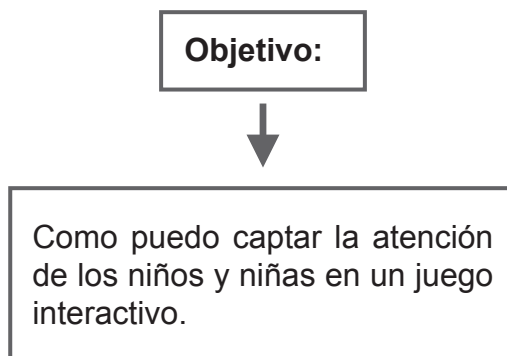 Objetivo:
Como puedo captar la atención
de los niños y niñas en un juego
interactivo.